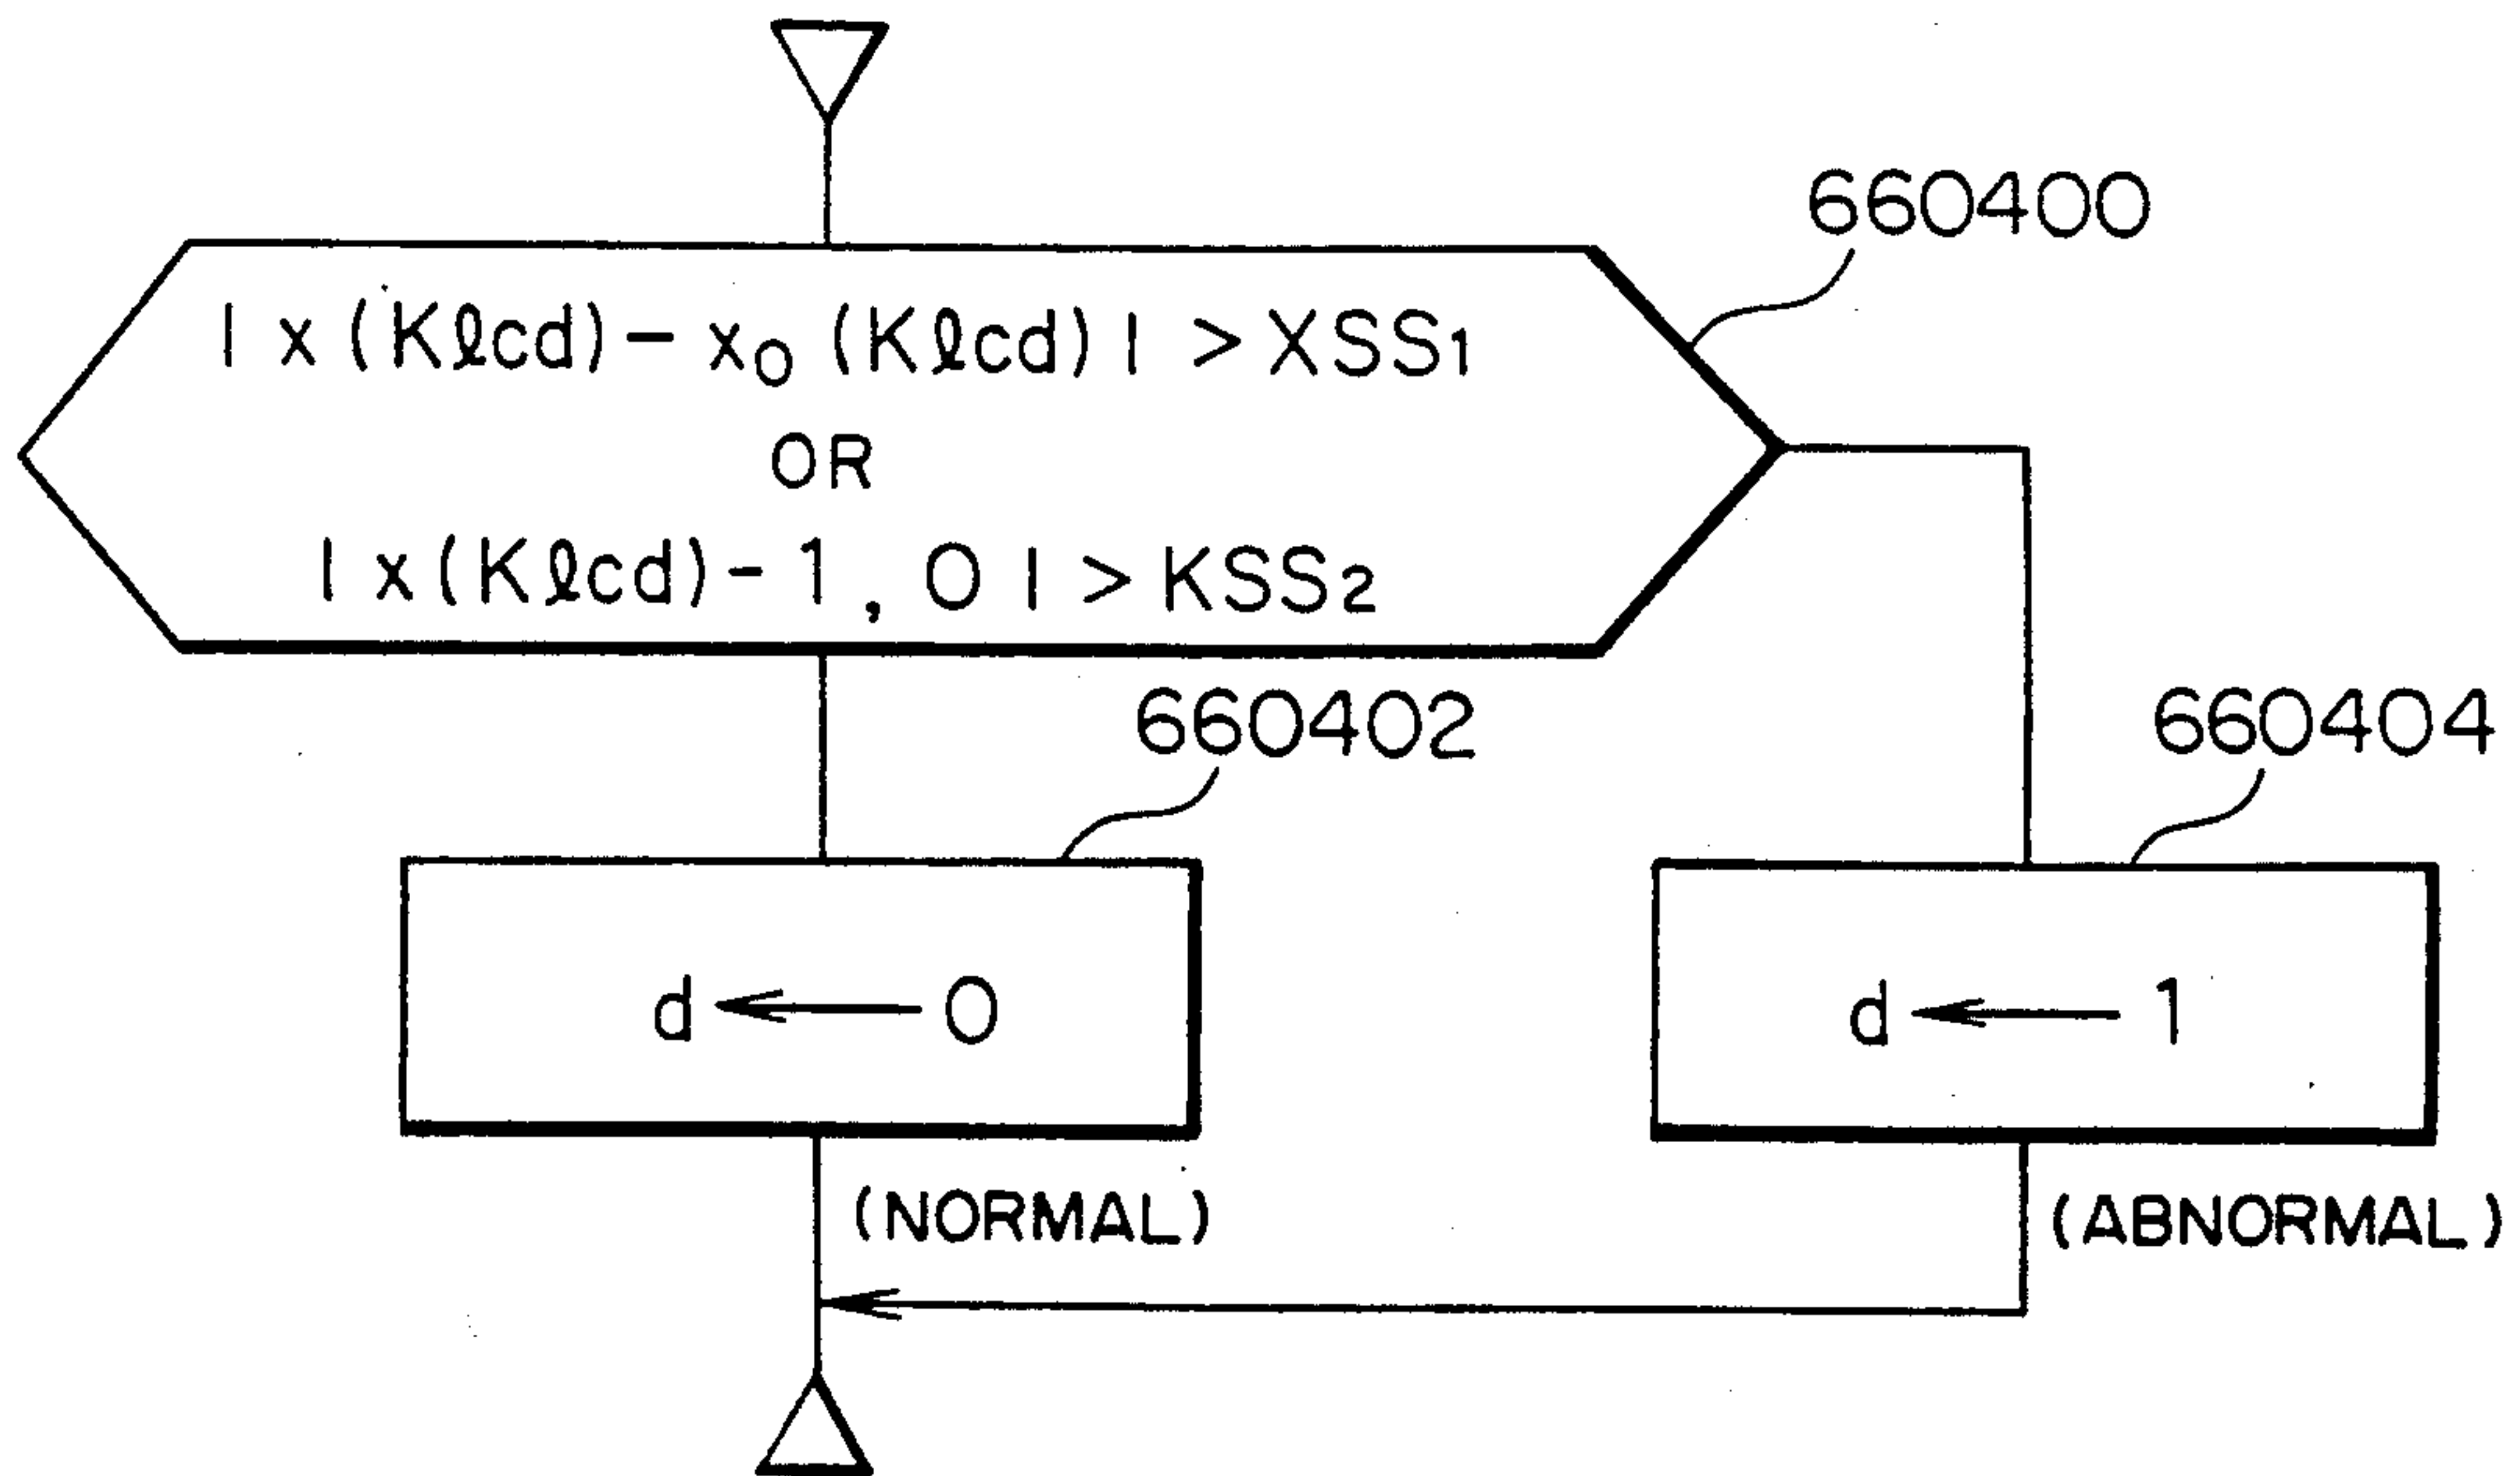 660400
| x (Kℓcd) − x₀ (Kℓcd) | > XSS₁
OR
| x (Kℓcd) − 1, 0 | > KSS₂
660402
660404
d ← 0
d ← 1
(NORMAL)
(ABNORMAL)